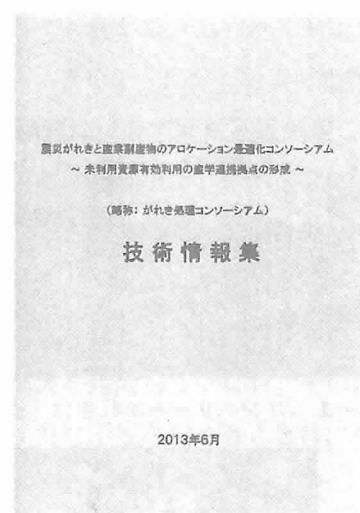 震災がれきと産業副産物のアロケーション最適化コンソーシアム
~ 未利用資源有効利用の産学連携拠点の形成 ~
(略称:がれき処理コンソーシアム)
技術情報集
2013年6月